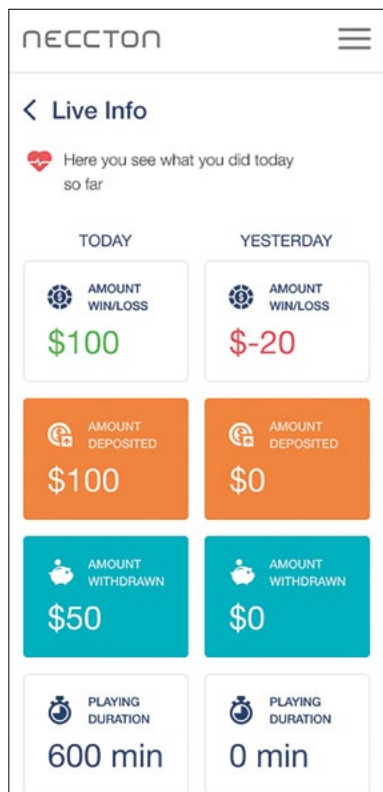 neccton
Live Info
Here you see what you did today
so far
TODAY YESTERDAY
AMOUNT
WIN/LOSS
$100
AMOUNT
WIN/LOSS
$-20
AMOUNT
DEPOSITED
$100
AMOUNT
DEPOSITED
$0
AMOUNT
WITHDRAWN
$50
AMOUNT
WITHDRAWN
$0
PLAYING
DURATION
600 min
PLAYING
DURATION
0 min